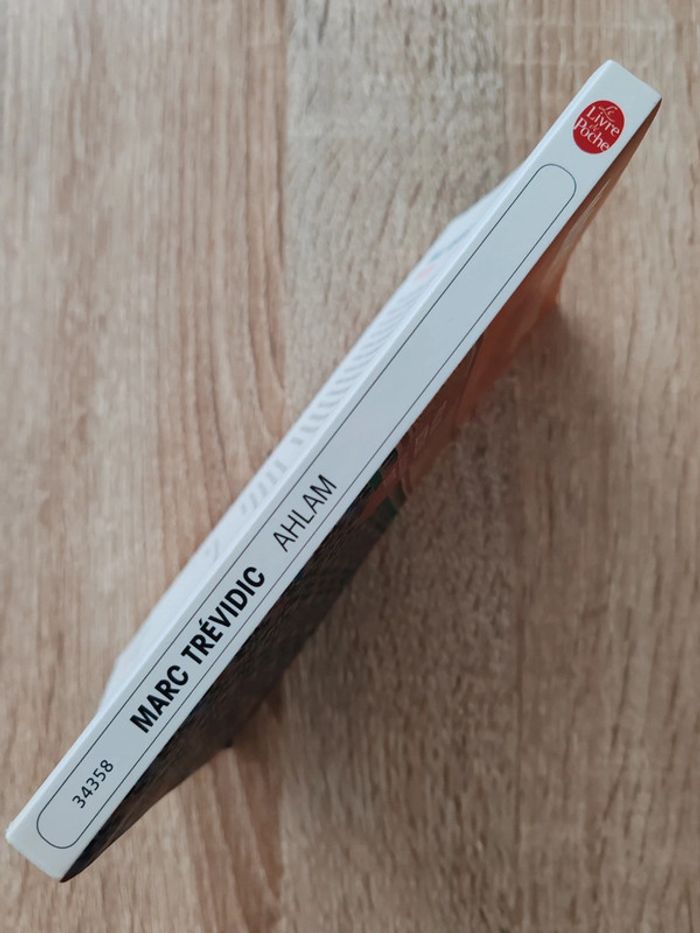 34358
MARC TRÉVIDIC AHLAM
Le
Livre
de
Poche